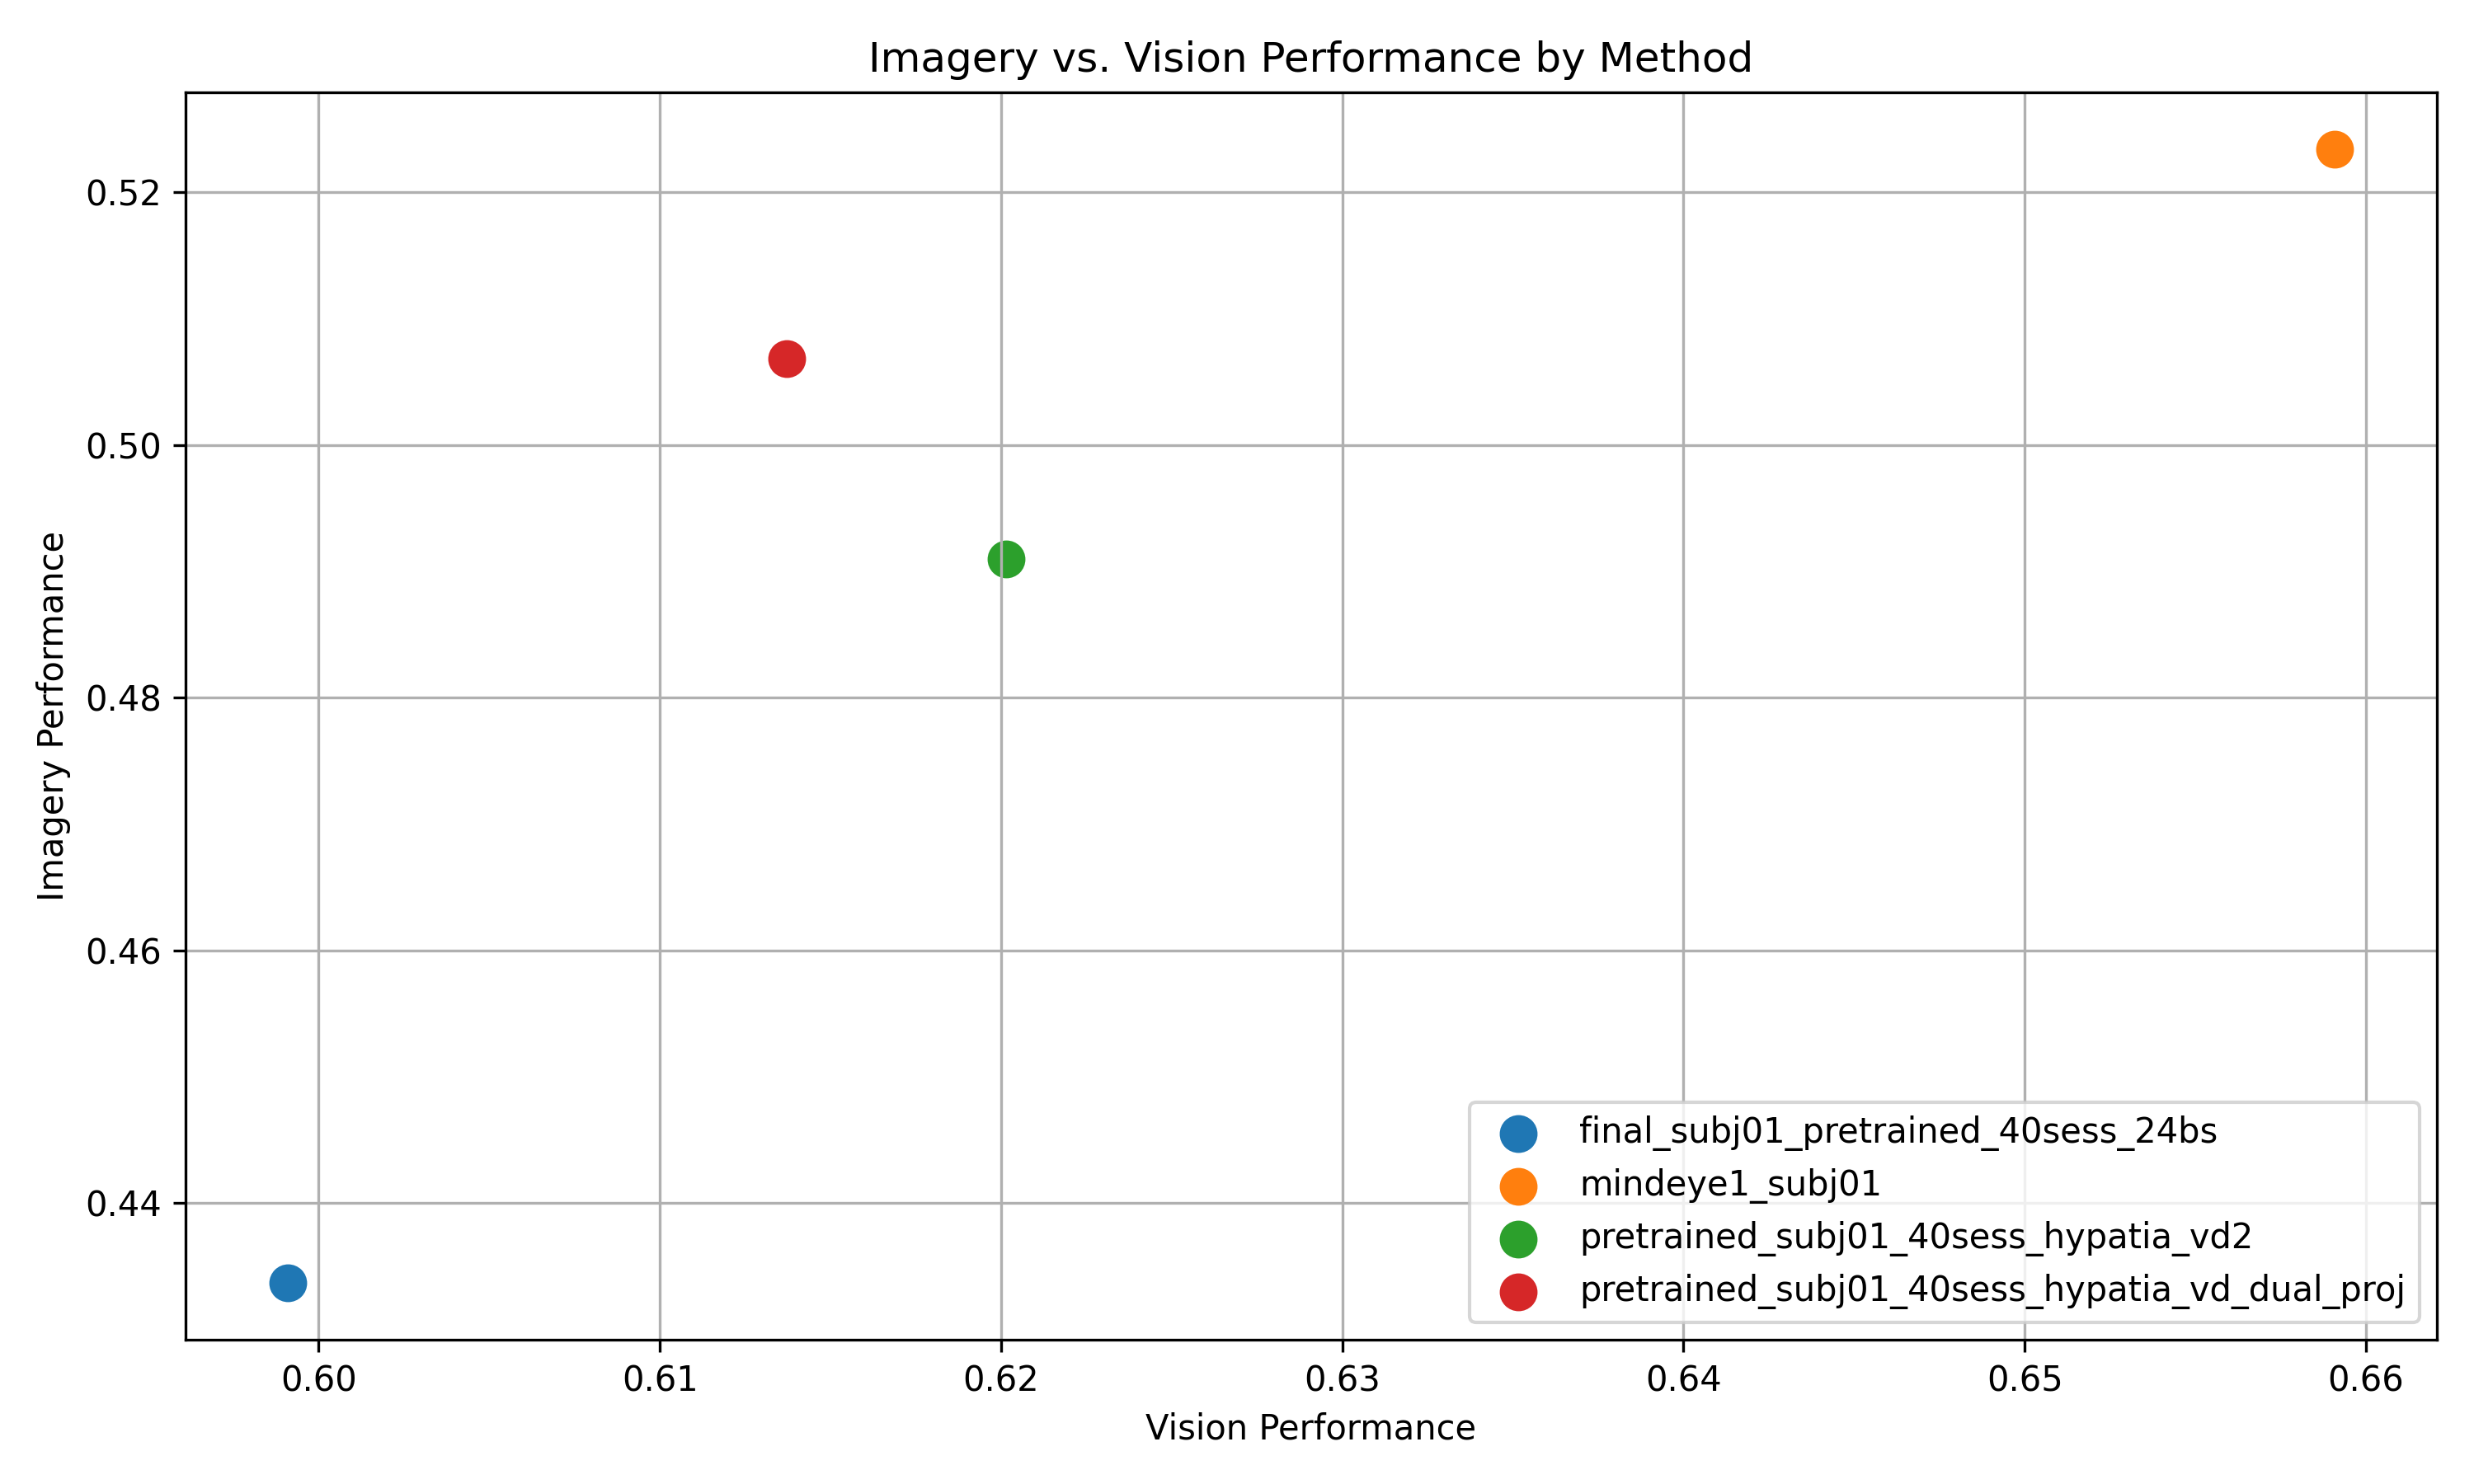 Imagery vs. Vision Performance by Method
Imagery Performance
0.52
0.50
0.48
0.46
0.44
0.60 0.61 0.62 0.63 0.64 0.65 0.66
Vision Performance
final_subj01_pretrained_40sess_24bs
mindeye1_subj01
pretrained_subj01_40sess_hypatia_vd2
pretrained_subj01_40sess_hypatia_vd_dual_proj